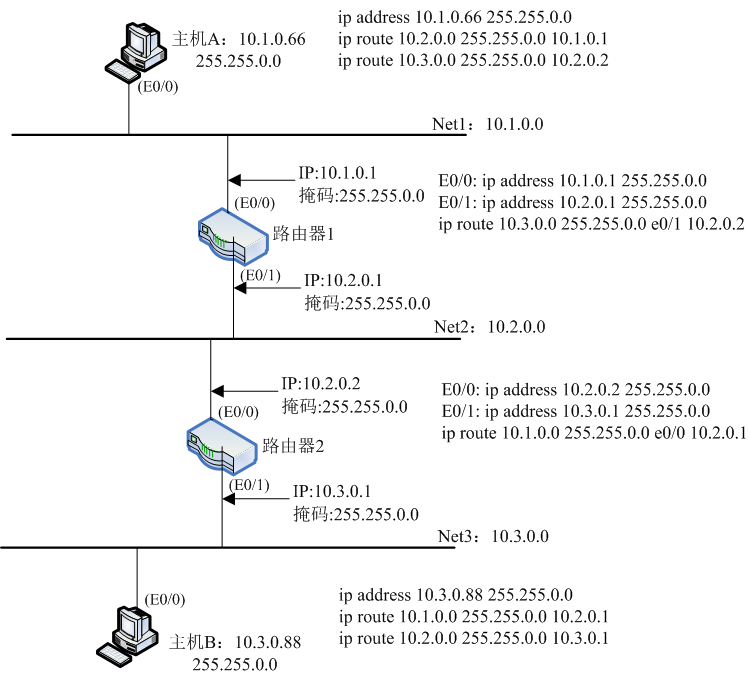 主机A：10.1.0.66
255.255.0.0
(E0/0)
ip address 10.1.0.66 255.255.0.0
ip route 10.2.0.0 255.255.0.0 10.1.0.1
ip route 10.3.0.0 255.255.0.0 10.2.0.2
Net1：10.1.0.0
IP:10.1.0.1
掩码:255.255.0.0
(E0/0)
路由器1
(E0/1)
IP:10.2.0.1
掩码:255.255.0.0
E0/0: ip address 10.1.0.1 255.255.0.0
E0/1: ip address 10.2.0.1 255.255.0.0
ip route 10.3.0.0 255.255.0.0 e0/1 10.2.0.2
Net2：10.2.0.0
IP:10.2.0.2
掩码:255.255.0.0
(E0/0)
路由器2
(E0/1)
IP:10.3.0.1
掩码:255.255.0.0
E0/0: ip address 10.2.0.2 255.255.0.0
E0/1: ip address 10.3.0.1 255.255.0.0
ip route 10.1.0.0 255.255.0.0 e0/0 10.2.0.1
Net3：10.3.0.0
(E0/0)
主机B：10.3.0.88
255.255.0.0
ip address 10.3.0.88 255.255.0.0
ip route 10.1.0.0 255.255.0.0 10.2.0.1
ip route 10.2.0.0 255.255.0.0 10.3.0.1